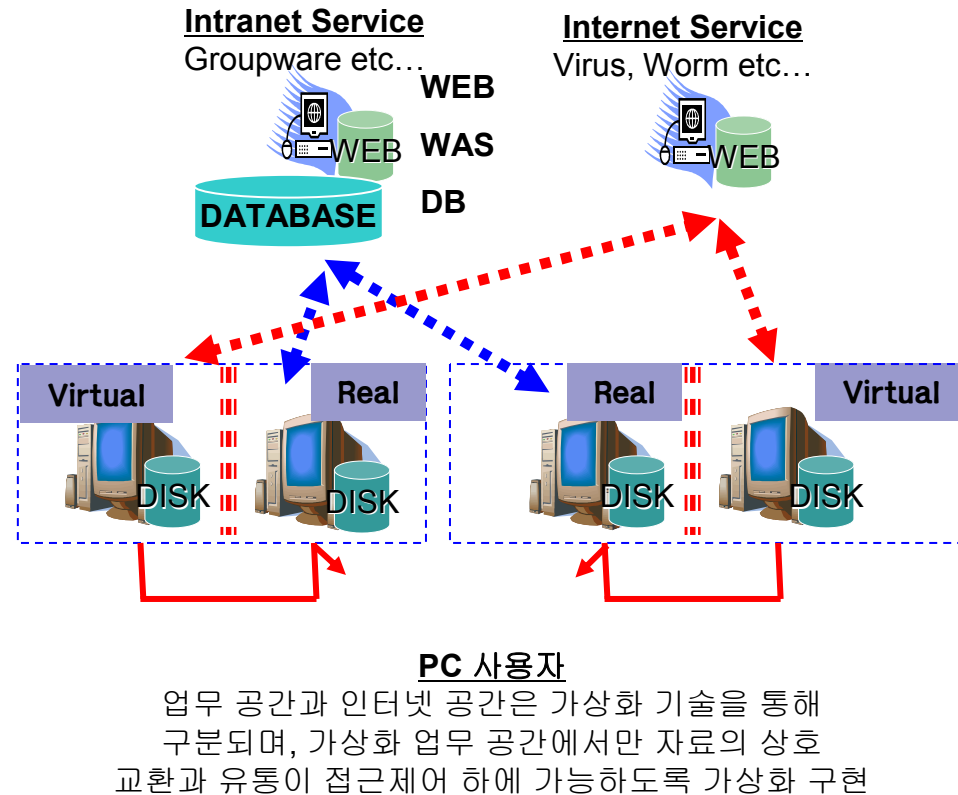 Intranet Service
Groupware etc…
Internet Service
Virus, Worm etc…
WEB
WEB
WAS
DB
DATABASE
WEB
Virtual
Real
Real
Virtual
DISK
DISK
DISK
DISK
PC 사용자
업무 공간과 인터넷 공간은 가상화 기술을 통해
구분되며, 가상화 업무 공간에서만 자료의 상호
교환과 유통이 접근제어 하에 가능하도록 가상화 구현